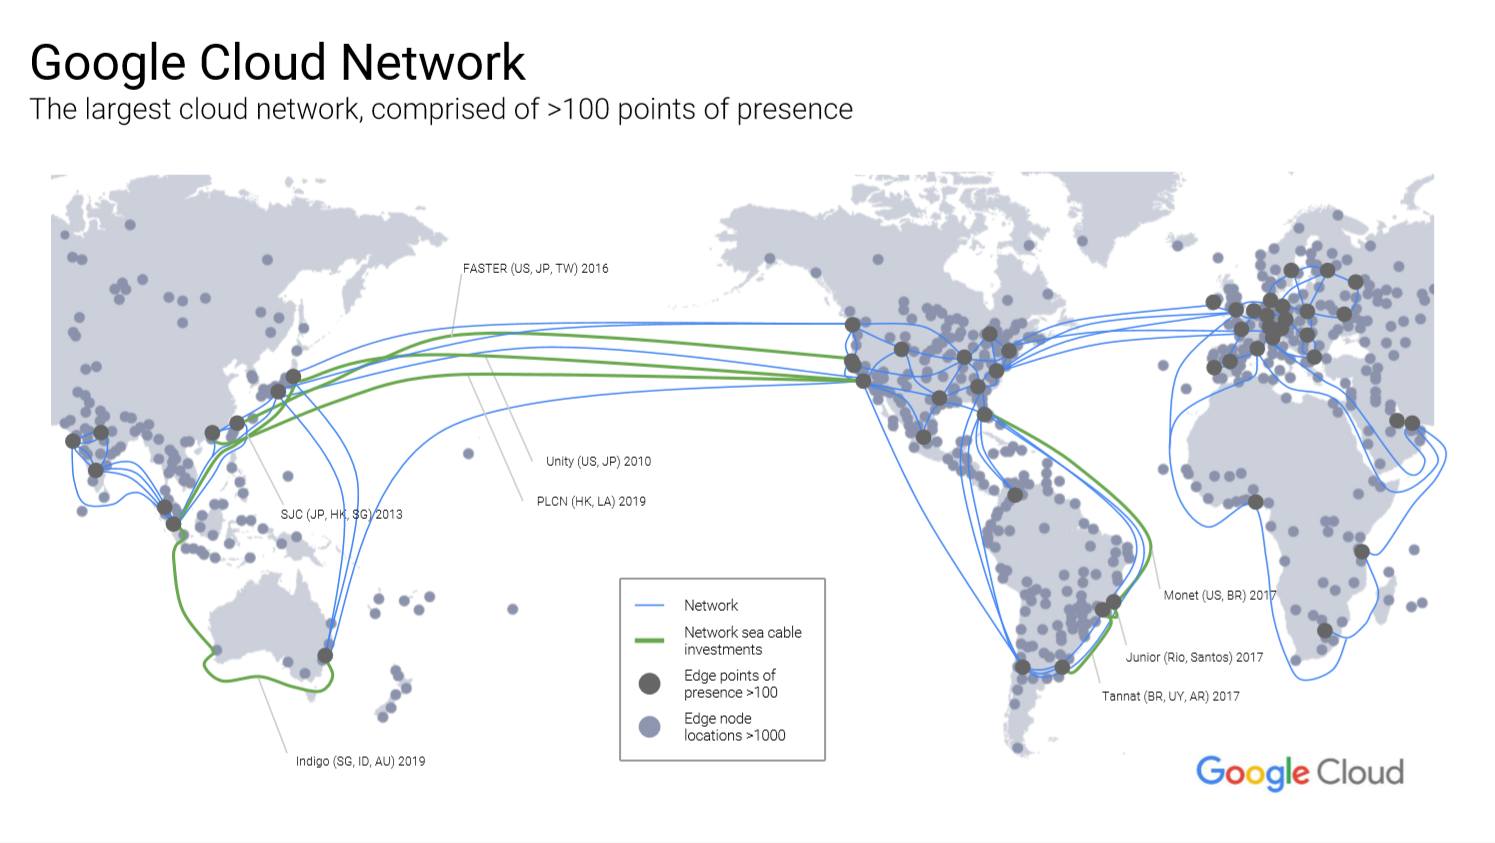 Google Cloud Network
The largest cloud network, comprised of >100 points of presence
FASTER (US, JP, TW) 2016
Unity (US, JP) 2010
PLCN (HK, LA) 2019
SJC (JP, HK, SG) 2013
Monet (US, BR) 2017
Junior (Rio, Santos) 2017
Tannat (BR, UY, AR) 2017
Indigo (SG, ID, AU) 2019
Network
Network sea cable
investments
Edge points of
presence >100
Edge node
locations >1000
Google Cloud